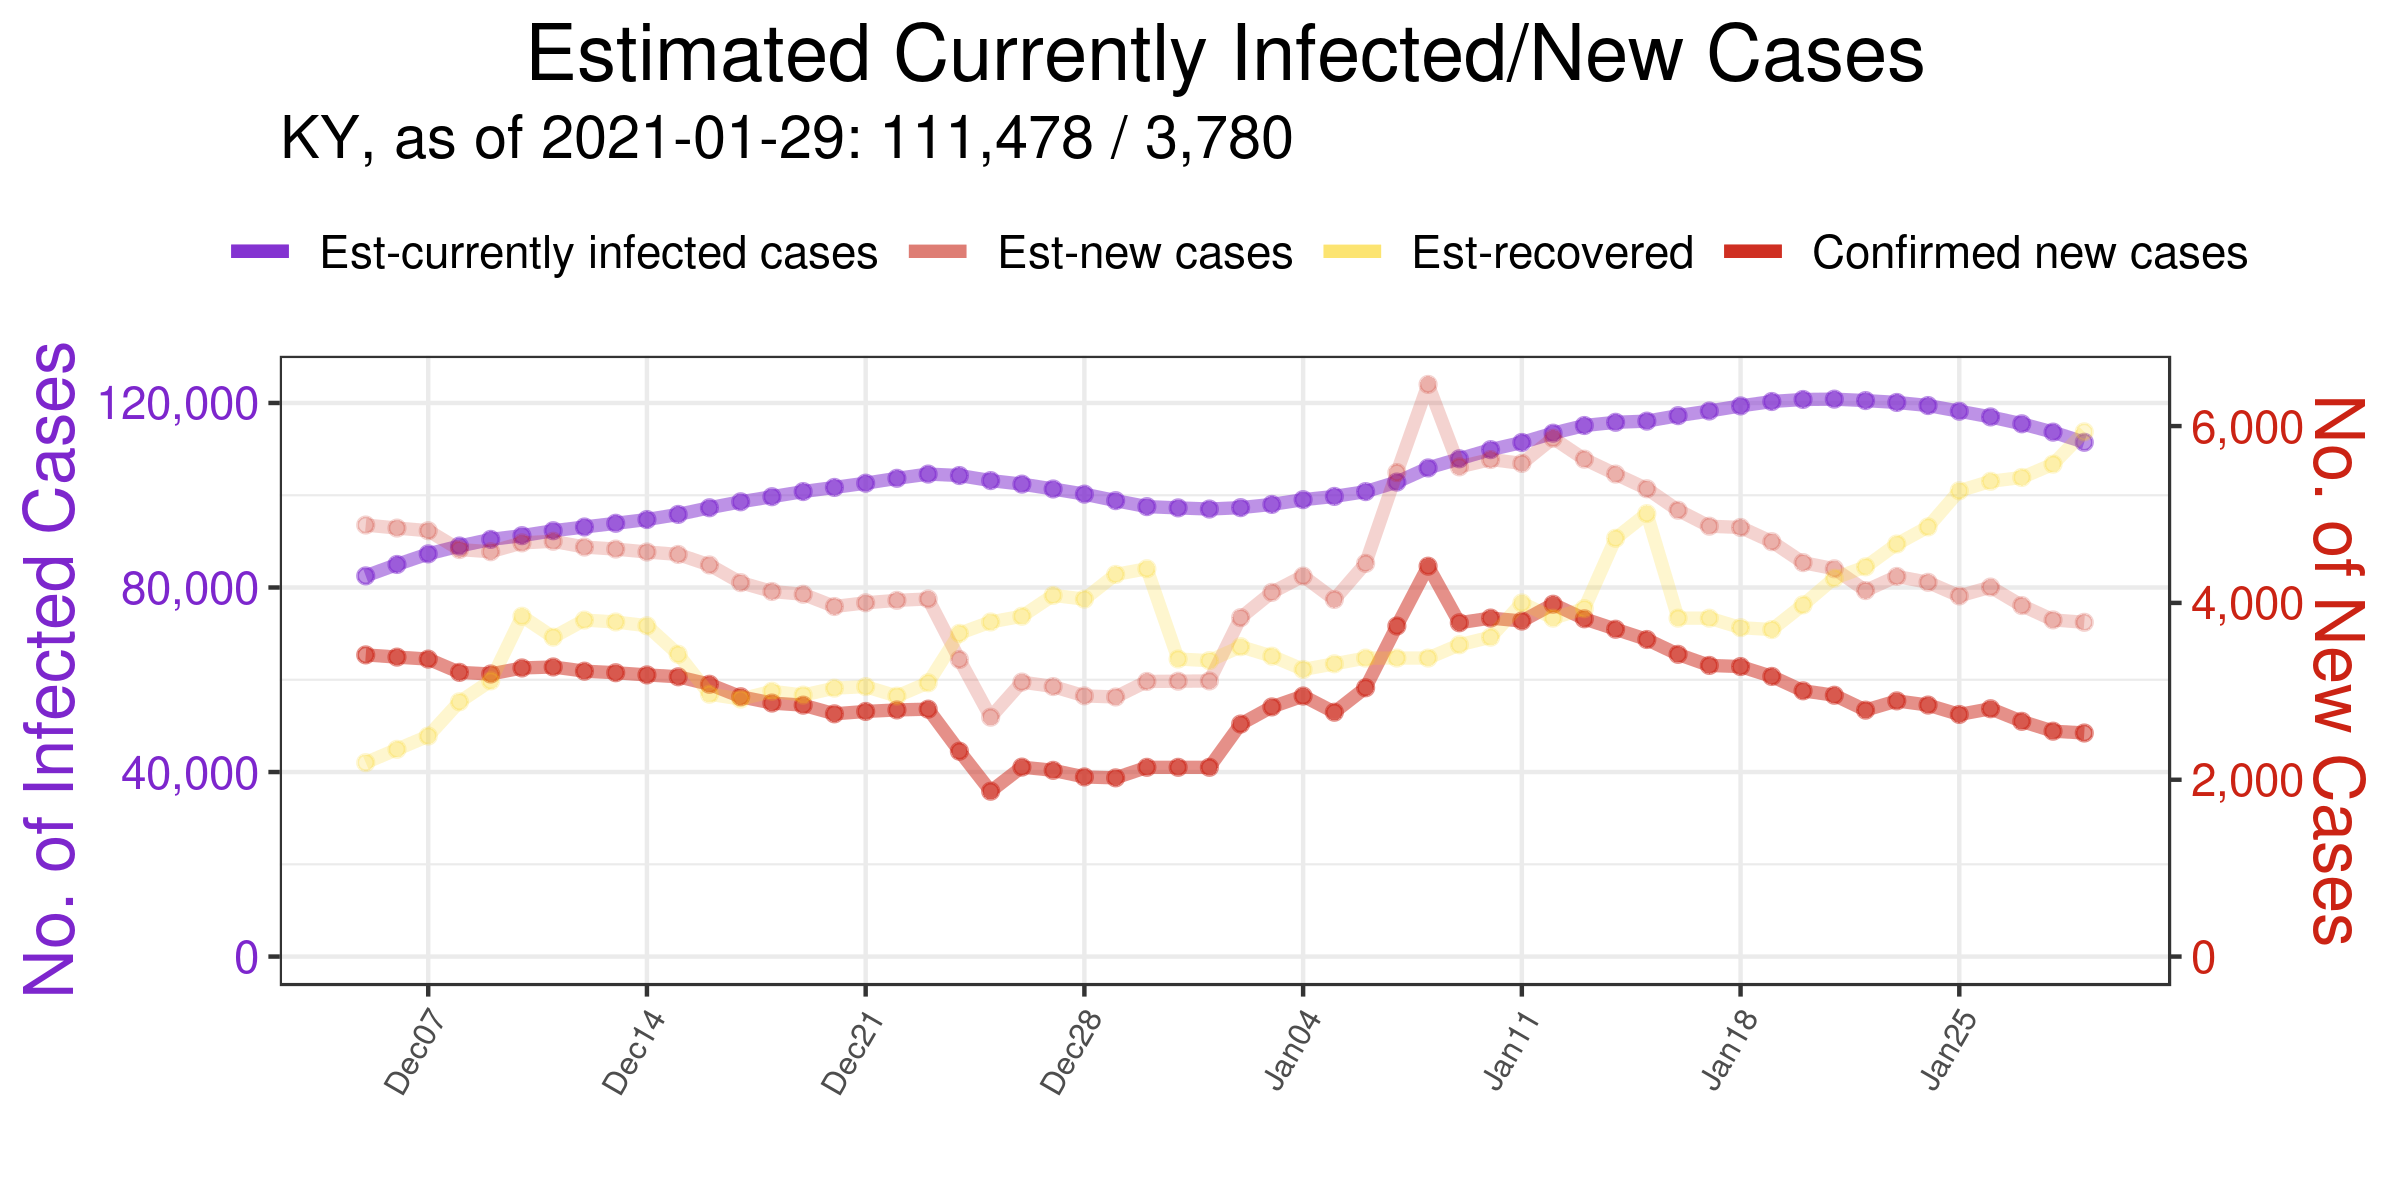 Estimated Currently Infected/New Cases
KY, as of 2021-01-29: 111,478 / 3,780
Est-currently infected cases Est-new cases Est-recovered Confirmed new cases
No. of Infected Cases
120,000
80,000
40,000
0
6,000
4,000
2,000
0
No. of New Cases
Dec07 Dec14 Dec21 Dec28 Jan04 Jan11 Jan18 Jan25